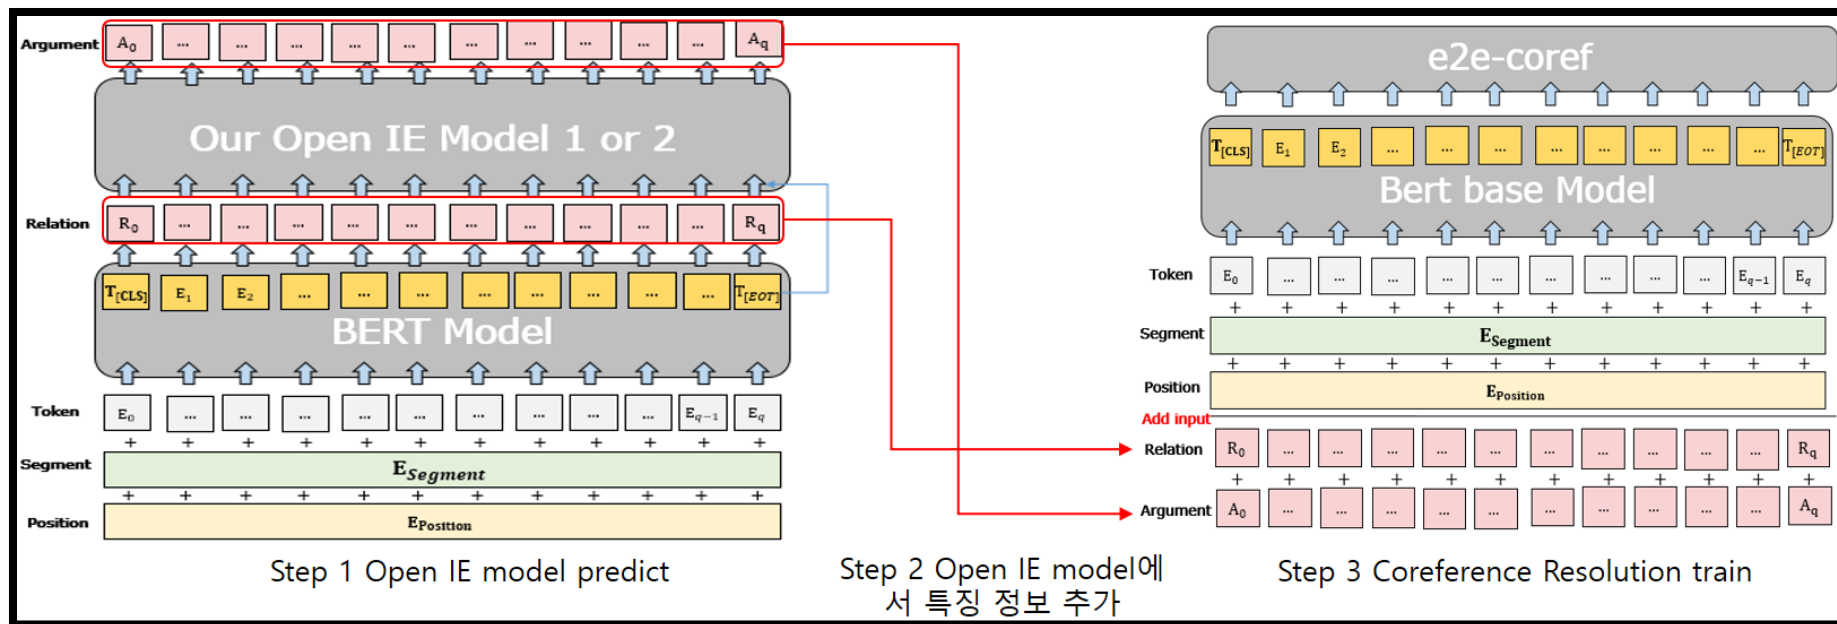 Argument A0 ... ... ... ... ... ... ... ... ... ... Aq
Our Open IE Model 1 or 2
Relation R0 ... ... ... ... ... ... ... ... ... ... Rq
T[CLS] E1 E2 ... ... ... ... ... ... ... ... T[EOT]
BERT Model
Token E0 ... ... ... ... ... ... ... ... ... Eq−1 Eq
+ + + + + + + + + + + +
Segment ESegment
+ + + + + + + + + + + +
Position EPosition
Step 1 Open IE model predict
Step 2 Open IE model에
서 특징 정보 추가
e2e-coref
T[CLS] E1 E2 ... ... ... ... ... ... ... ... T[EOT]
Bert base Model
Token E0 ... ... ... ... ... ... ... ... ... Eq−1 Eq
+ + + + + + + + + + + +
Segment ESegment
+ + + + + + + + + + + +
Position EPosition
Add input
Relation R0 ... ... ... ... ... ... ... ... ... ... Rq
+ + + + + + + + + + + +
Argument A0 ... ... ... ... ... ... ... ... ... ... Aq
Step 3 Coreference Resolution train